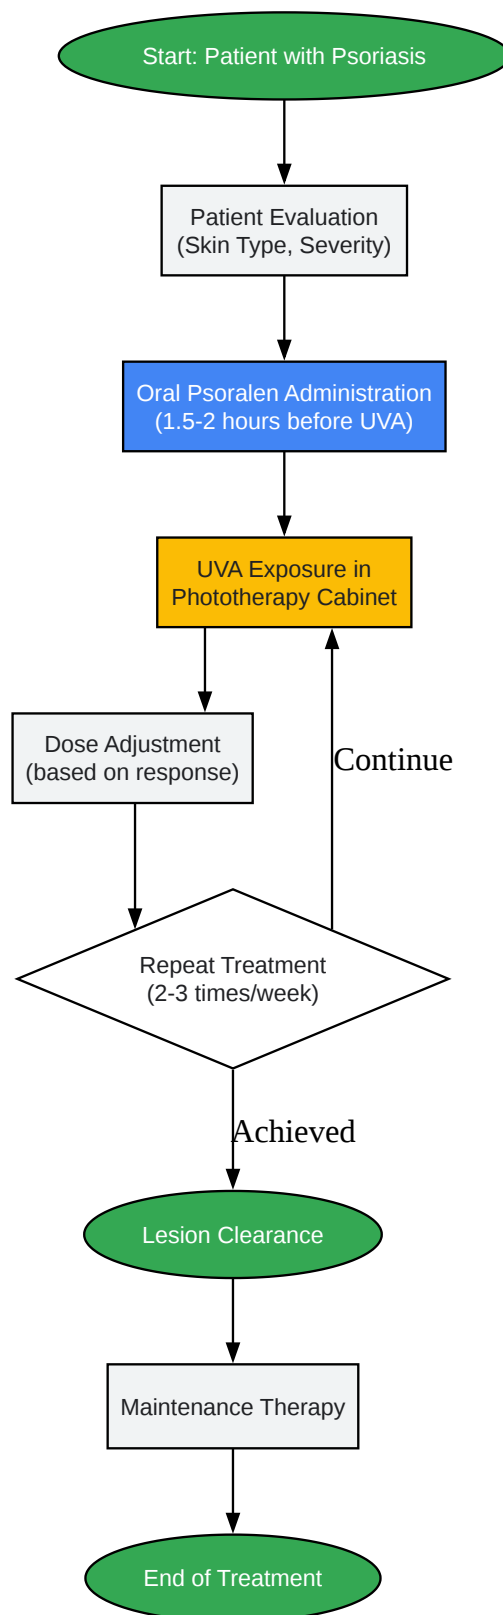 Start: Patient with Psoriasis
Patient Evaluation
(Skin Type, Severity)
Oral Psoralen Administration
(1.5-2 hours before UVA)
UVA Exposure in
Phototherapy Cabinet
Dose Adjustment
(based on response)
Continue
Repeat Treatment
(2-3 times/week)
Achieved
Lesion Clearance
Maintenance Therapy
End of Treatment